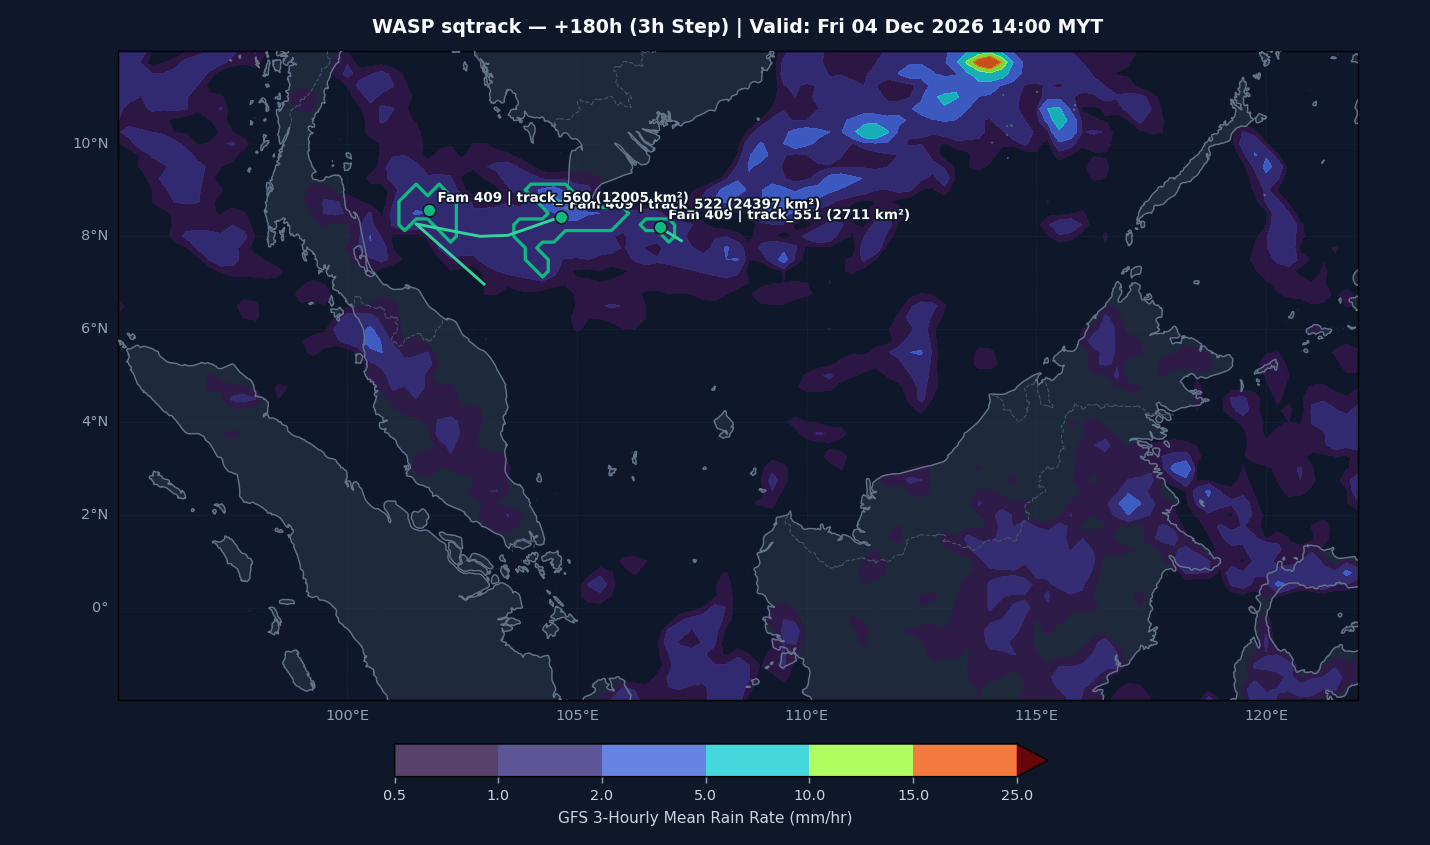 WASP sqtrack — +180h (3h Step) | Valid: Fri 04 Dec 2026 14:00 MYT
10°N
8°N
6°N
4°N
2°N
0°
Fam 409 | track_560 (12005 km²)
Fam 409 | track_522 (24397 km²)
Fam 409 | track_551 (2711 km²)
100°E
105°E
110°E
115°E
120°E
0.5
1.0
2.0
5.0
10.0
15.0
25.0
GFS 3-Hourly Mean Rain Rate (mm/hr)